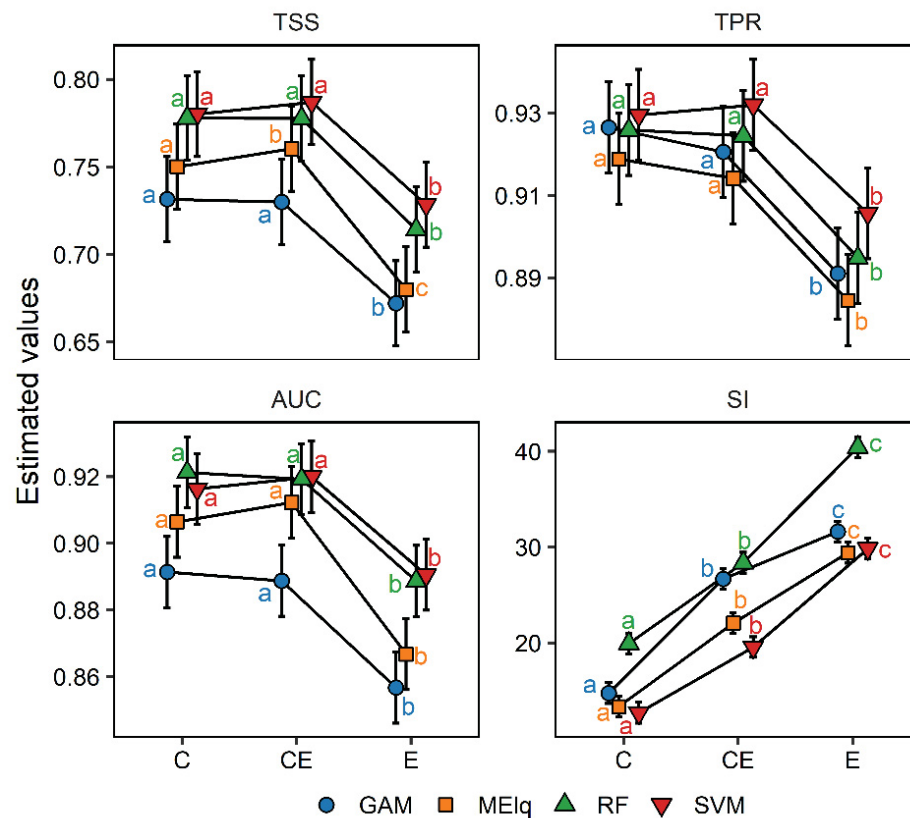 TSS TPR
0.80
0.75
0.70
0.65
a a a a
a a b a
b c b b
0.93
0.91
0.89
a a a a
a a a a
b b b b
AUC SI
0.92
0.90
0.88
0.86
a a a a
a a a a
b b b b
40
30
20
a a a a
b b b b
c c c c
Estimated values
C CE E C CE E
GAM MElq RF SVM